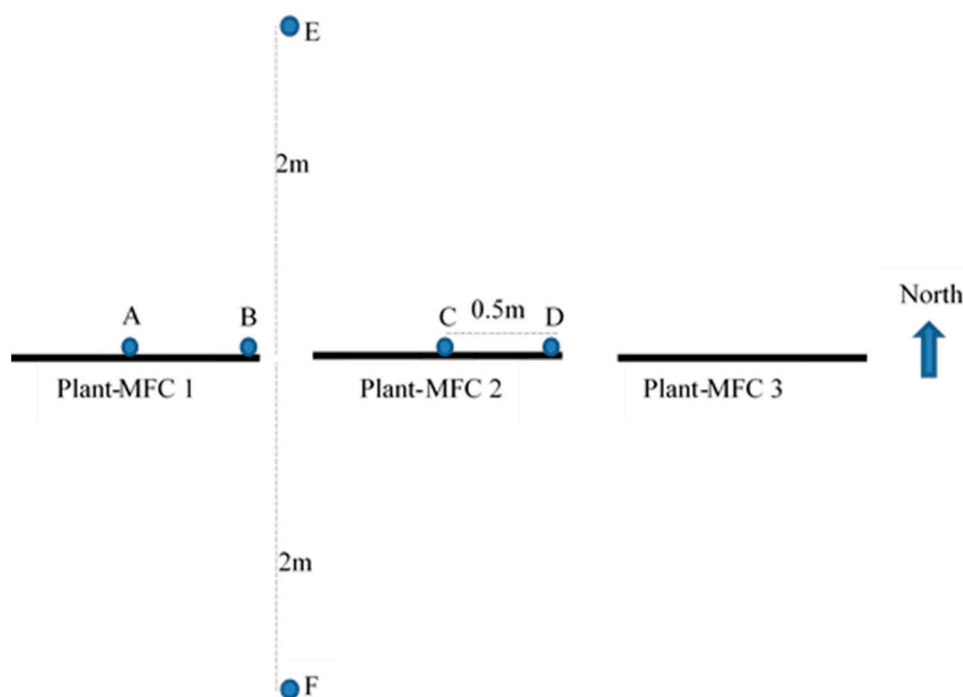 E
2m
North
A
B
C
0.5m
D
Plant-MFC 1
Plant-MFC 2
Plant-MFC 3
2m
F